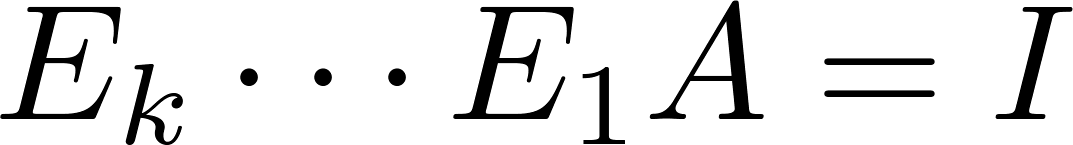 $E_k \cdots E_1 A = I$